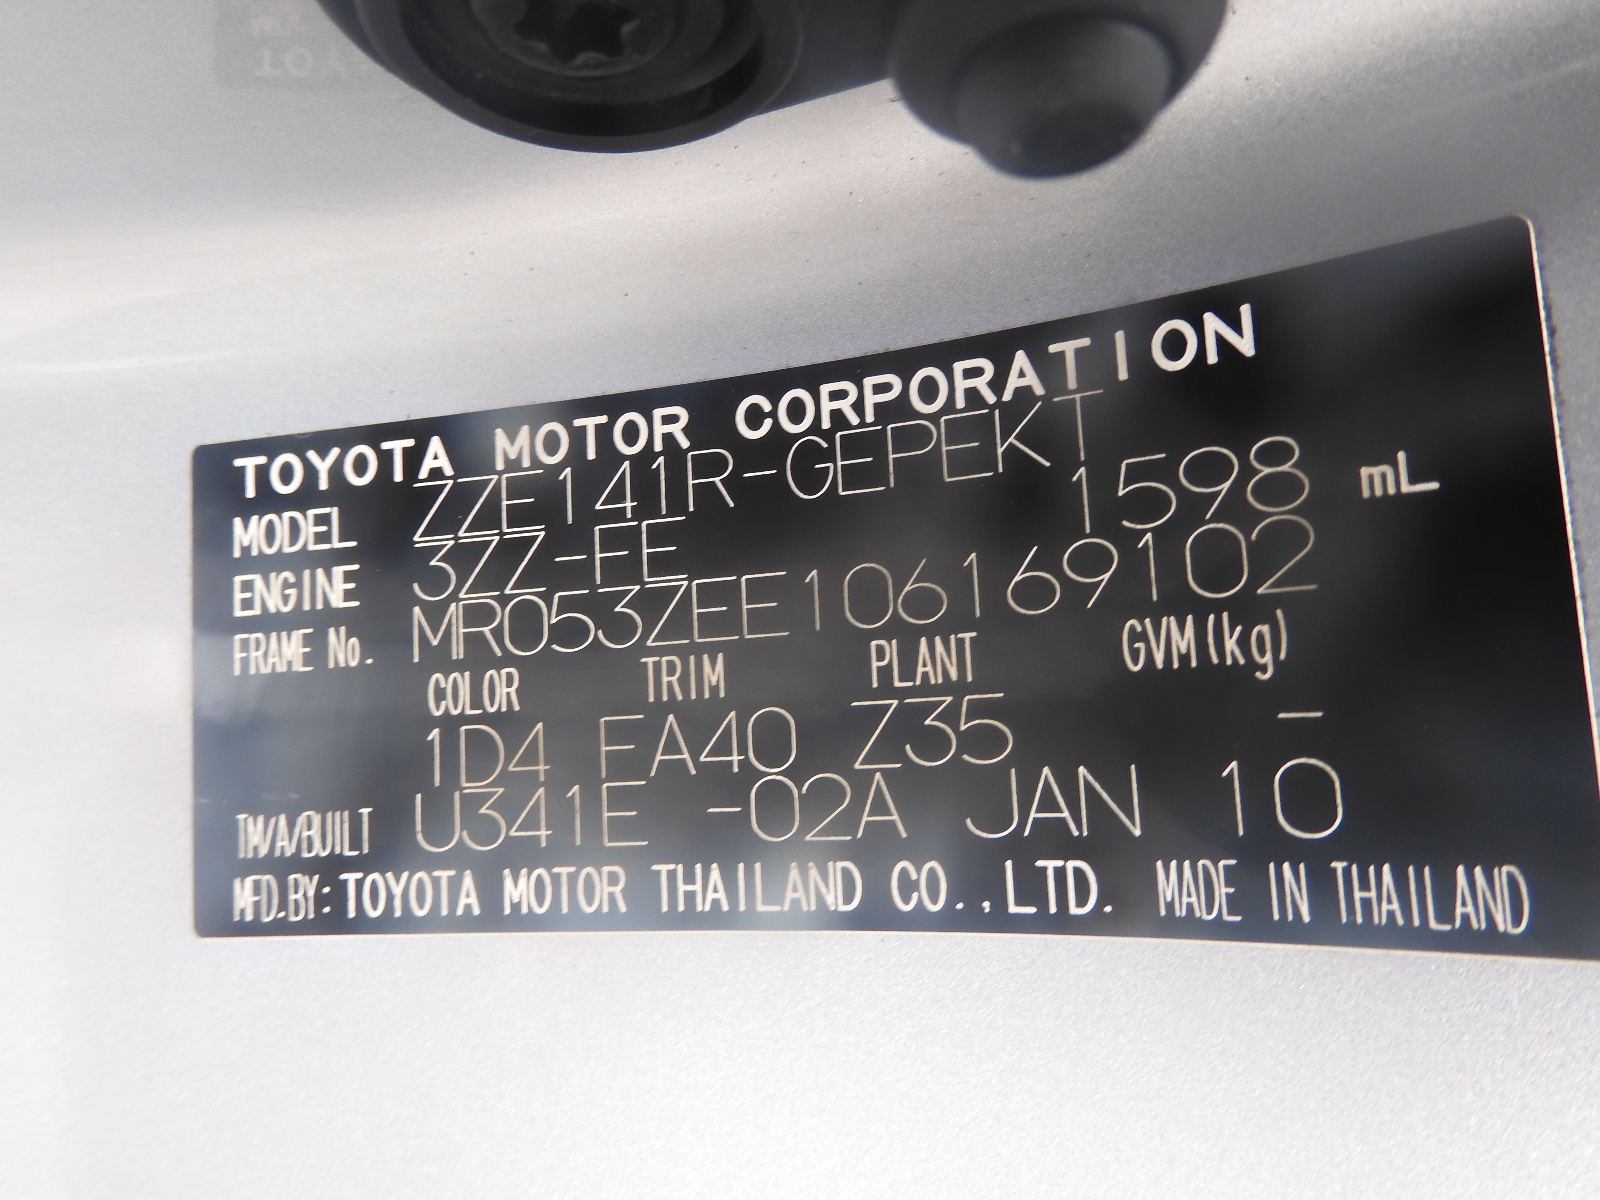 TOYOTA MOTOR CORPORATION
MODEL ZZE141R-GEPEKT
ENGINE 3ZZ-FE 1598 mL
FRAME No. MR053ZEE106169102
COLOR TRIM PLANT GVM(kg)
1D4 FA40 Z35 -
TM/A/BUILT U341E -02A JAN 10
MFD.BY: TOYOTA MOTOR THAILAND CO.,LTD. MADE IN THAILAND